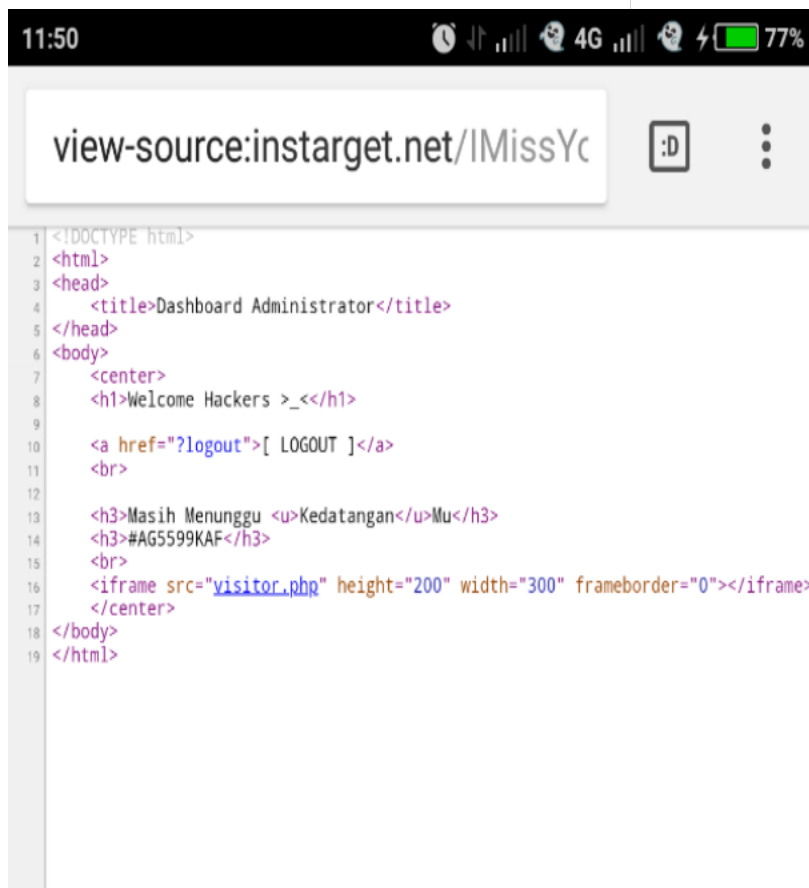 11:50 4G 77%
view-source:instarget.net/IMissYo
:D
1 <!DOCTYPE html>
2 <html>
3 <head>
4 <title>Dashboard Administrator</title>
5 </head>
6 <body>
7 <center>
8 <h1>Welcome Hackers >_<</h1>
9
10 <a href="?logout">[ LOGOUT ]</a>
11 <br>
12
13 <h3>Masih Menunggu <u>Kedatangan</u>Mu</h3>
14 <h3>#AG5599KAF</h3>
15 <br>
16 <iframe src="visitor.php" height="200" width="300" frameborder="0"></iframe>
17 </center>
18 </body>
19 </html>